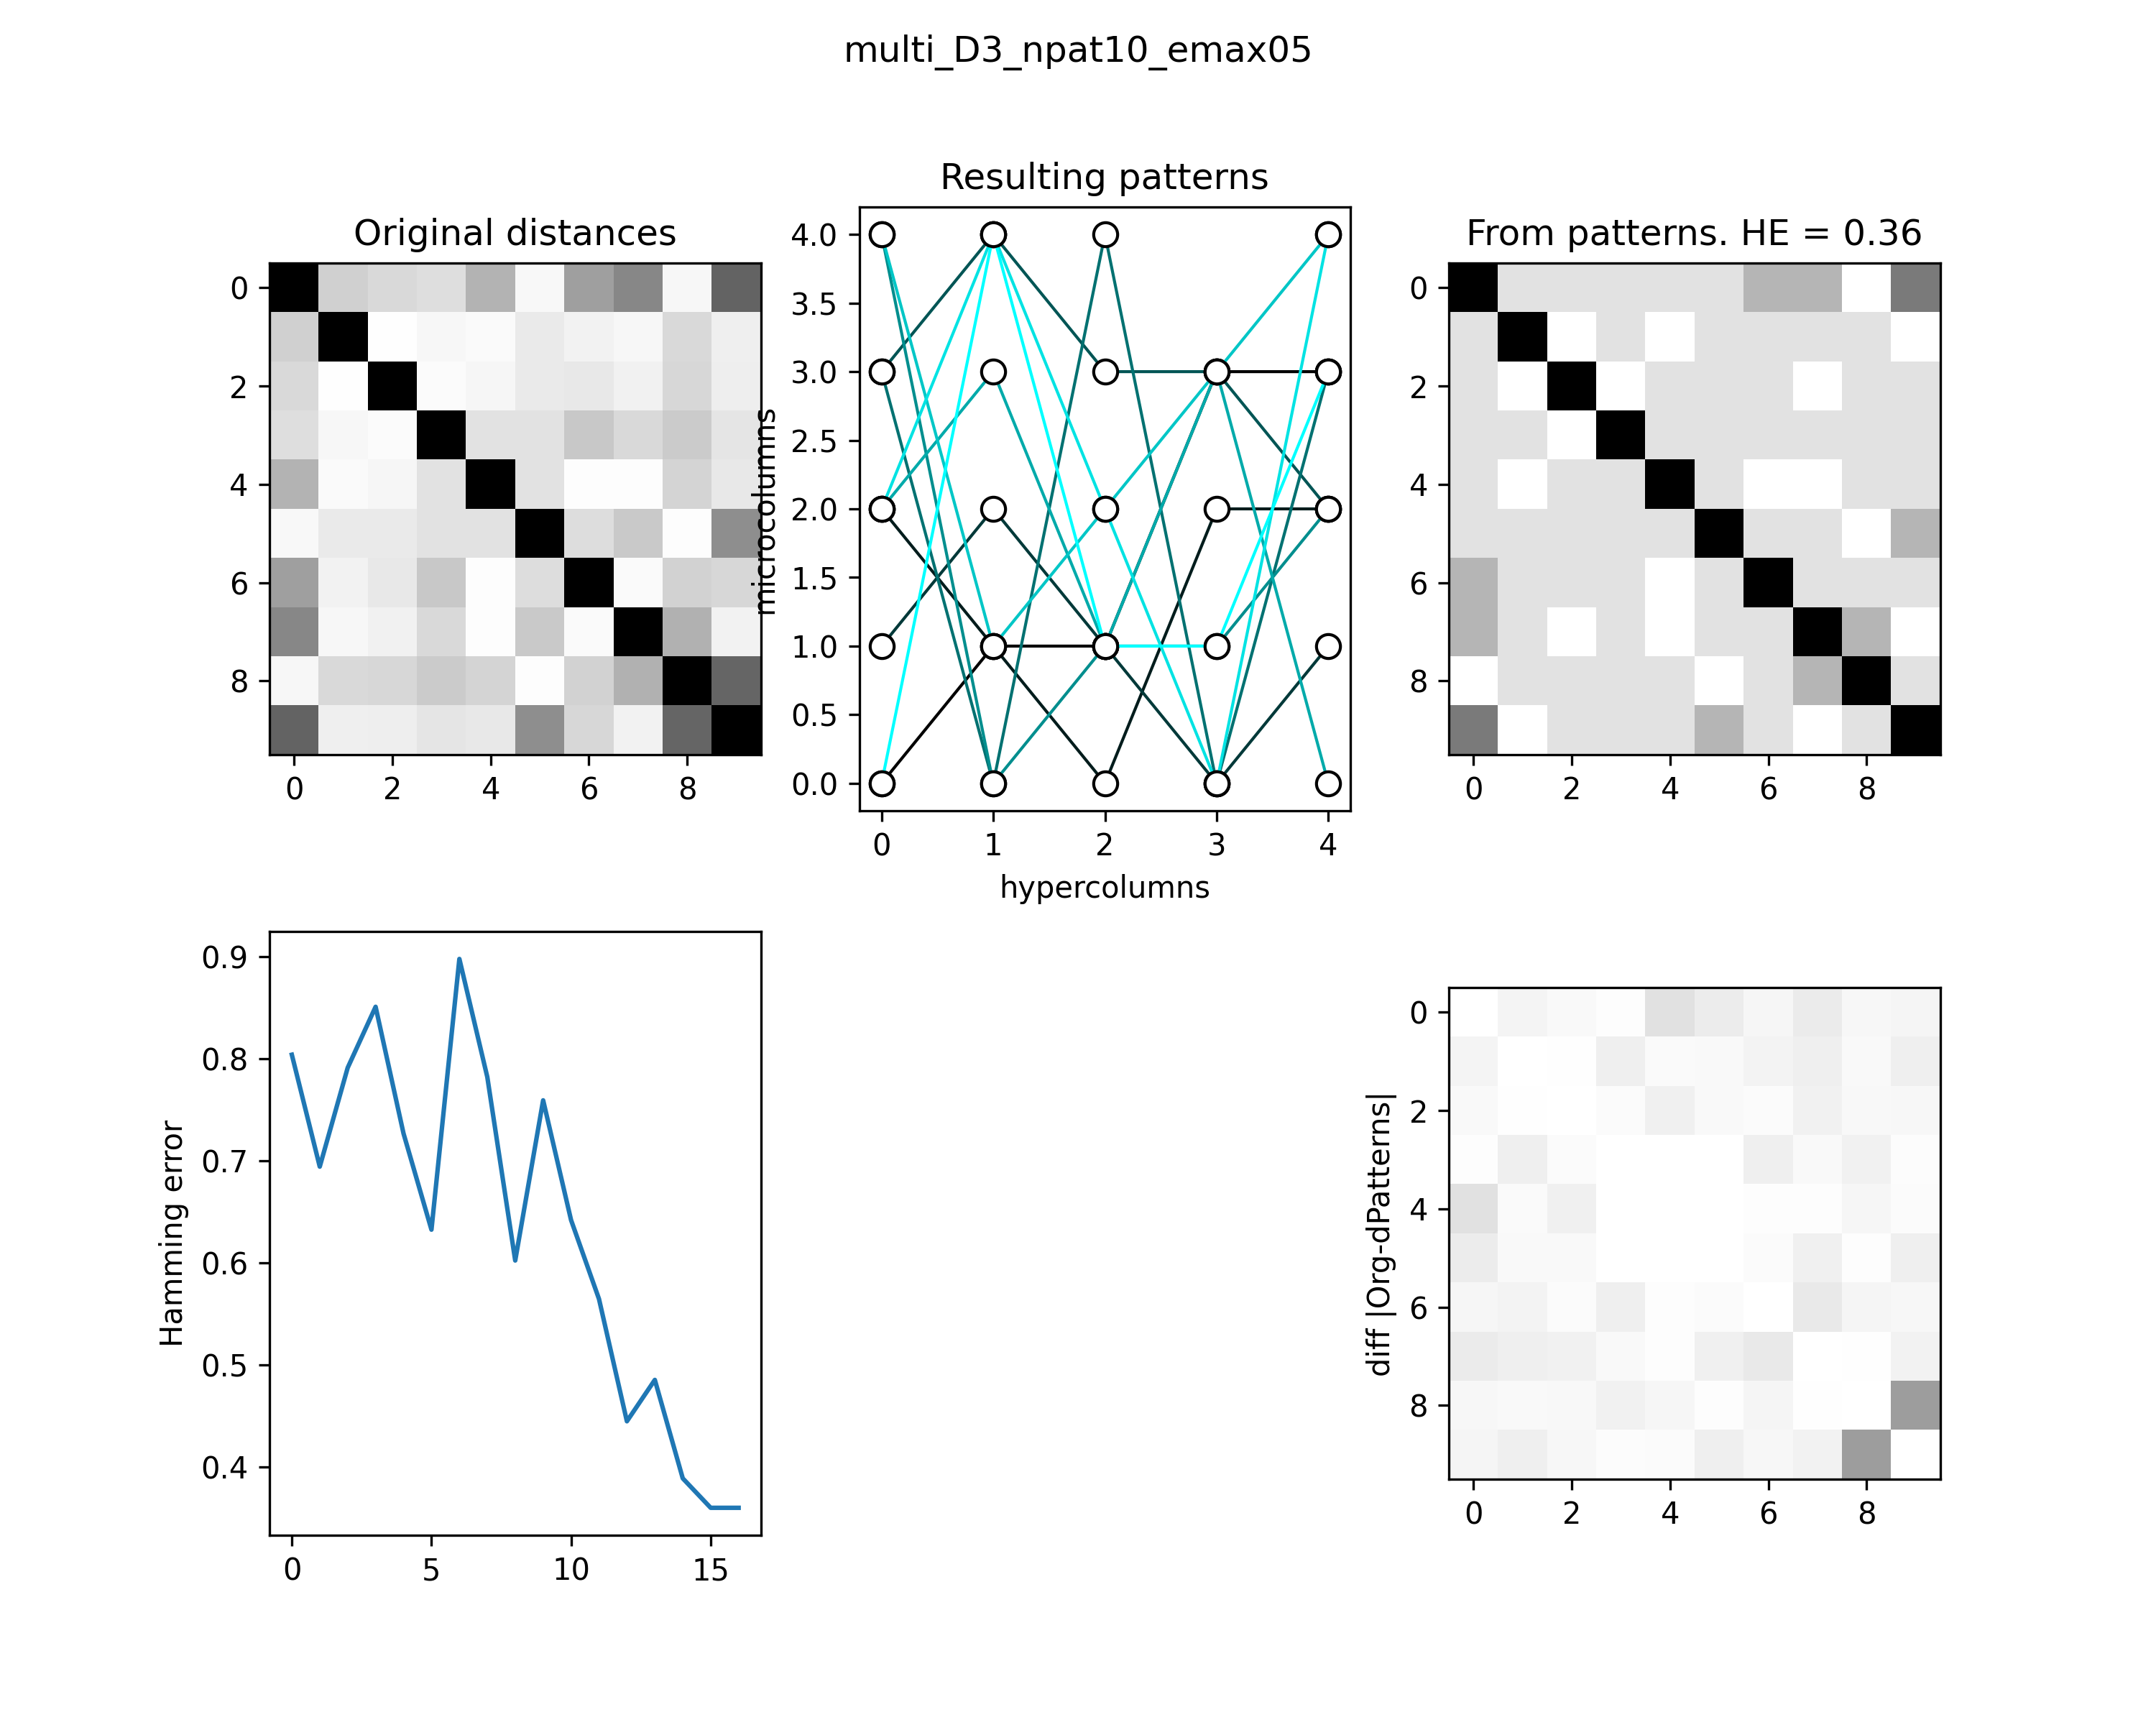 multi_D3_npat10_emax05
Original distances
0
2
4
6
8
0 2 4 6 8
Resulting patterns
microcolumns
4.0
3.5
3.0
2.5
2.0
1.5
1.0
0.5
0.0
0 1 2 3 4
hypercolumns
From patterns. HE = 0.36
0
2
4
6
8
0 2 4 6 8
Hamming error
0.9
0.8
0.7
0.6
0.5
0.4
0 5 10 15
diff |Org-dPatterns|
0
2
4
6
8
0 2 4 6 8